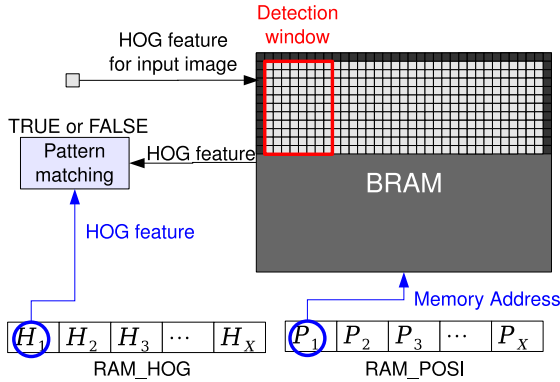 Detection
window
HOG feature
for input image
TRUE or FALSE
Pattern
matching
HOG feature
BRAM
HOG feature
Memory Address
H1 H2 H3 ... HX
P1 P2 P3 ... PX
RAM_HOG
RAM_POSI